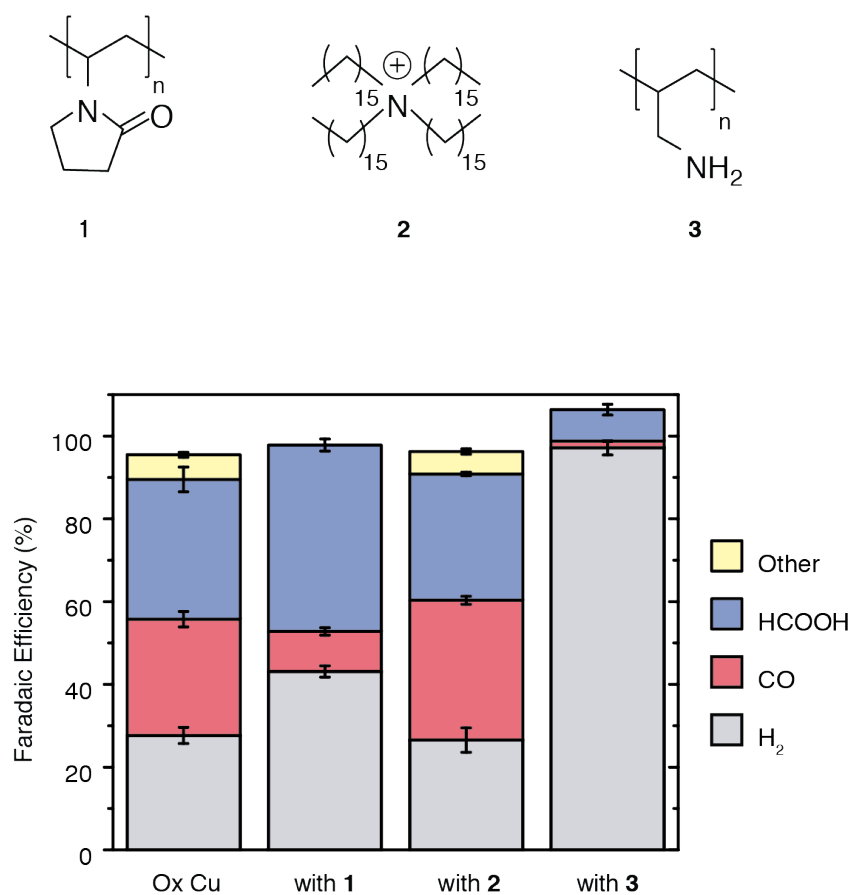 n
N
O
1
15
+
15
N
15
15
2
n
NH2
3
Faradaic Efficiency (%)
100
80
60
40
20
0
Ox Cu
with 1
with 2
with 3
Other
HCOOH
CO
H2